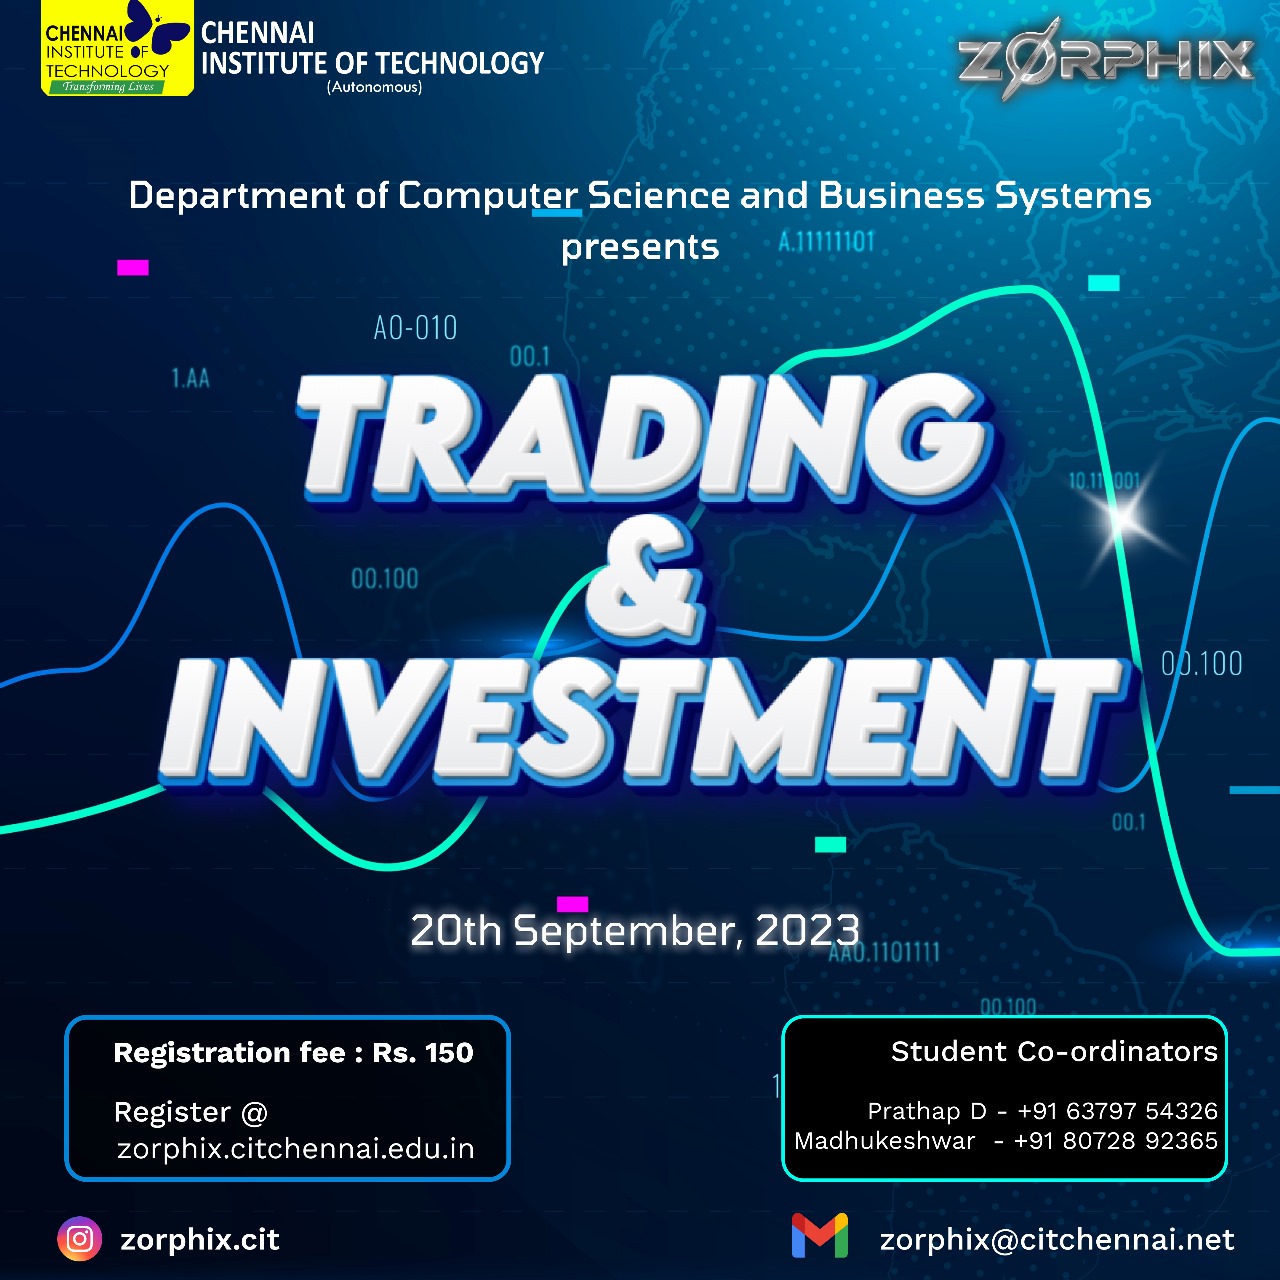 CHENNAI
INSTITUTE OF
TECHNOLOGY
Transforming Lives
CHENNAI
INSTITUTE OF TECHNOLOGY
(Autonomous)
ZORPHIX
Department of Computer Science and Business Systems
presents
A.11111101
A0-010
00.1
1.AA
TRADING
10.111001
&
00.100
00.100
INVESTMENT
00.1
20th September, 2023
AA0.1101111
00.100
Registration fee : Rs. 150
Register @
zorphix.citchennai.edu.in
Student Co-ordinators
Prathap D - +91 63797 54326
Madhukeshwar - +91 80728 92365
zorphix.cit
zorphix@citchennai.net